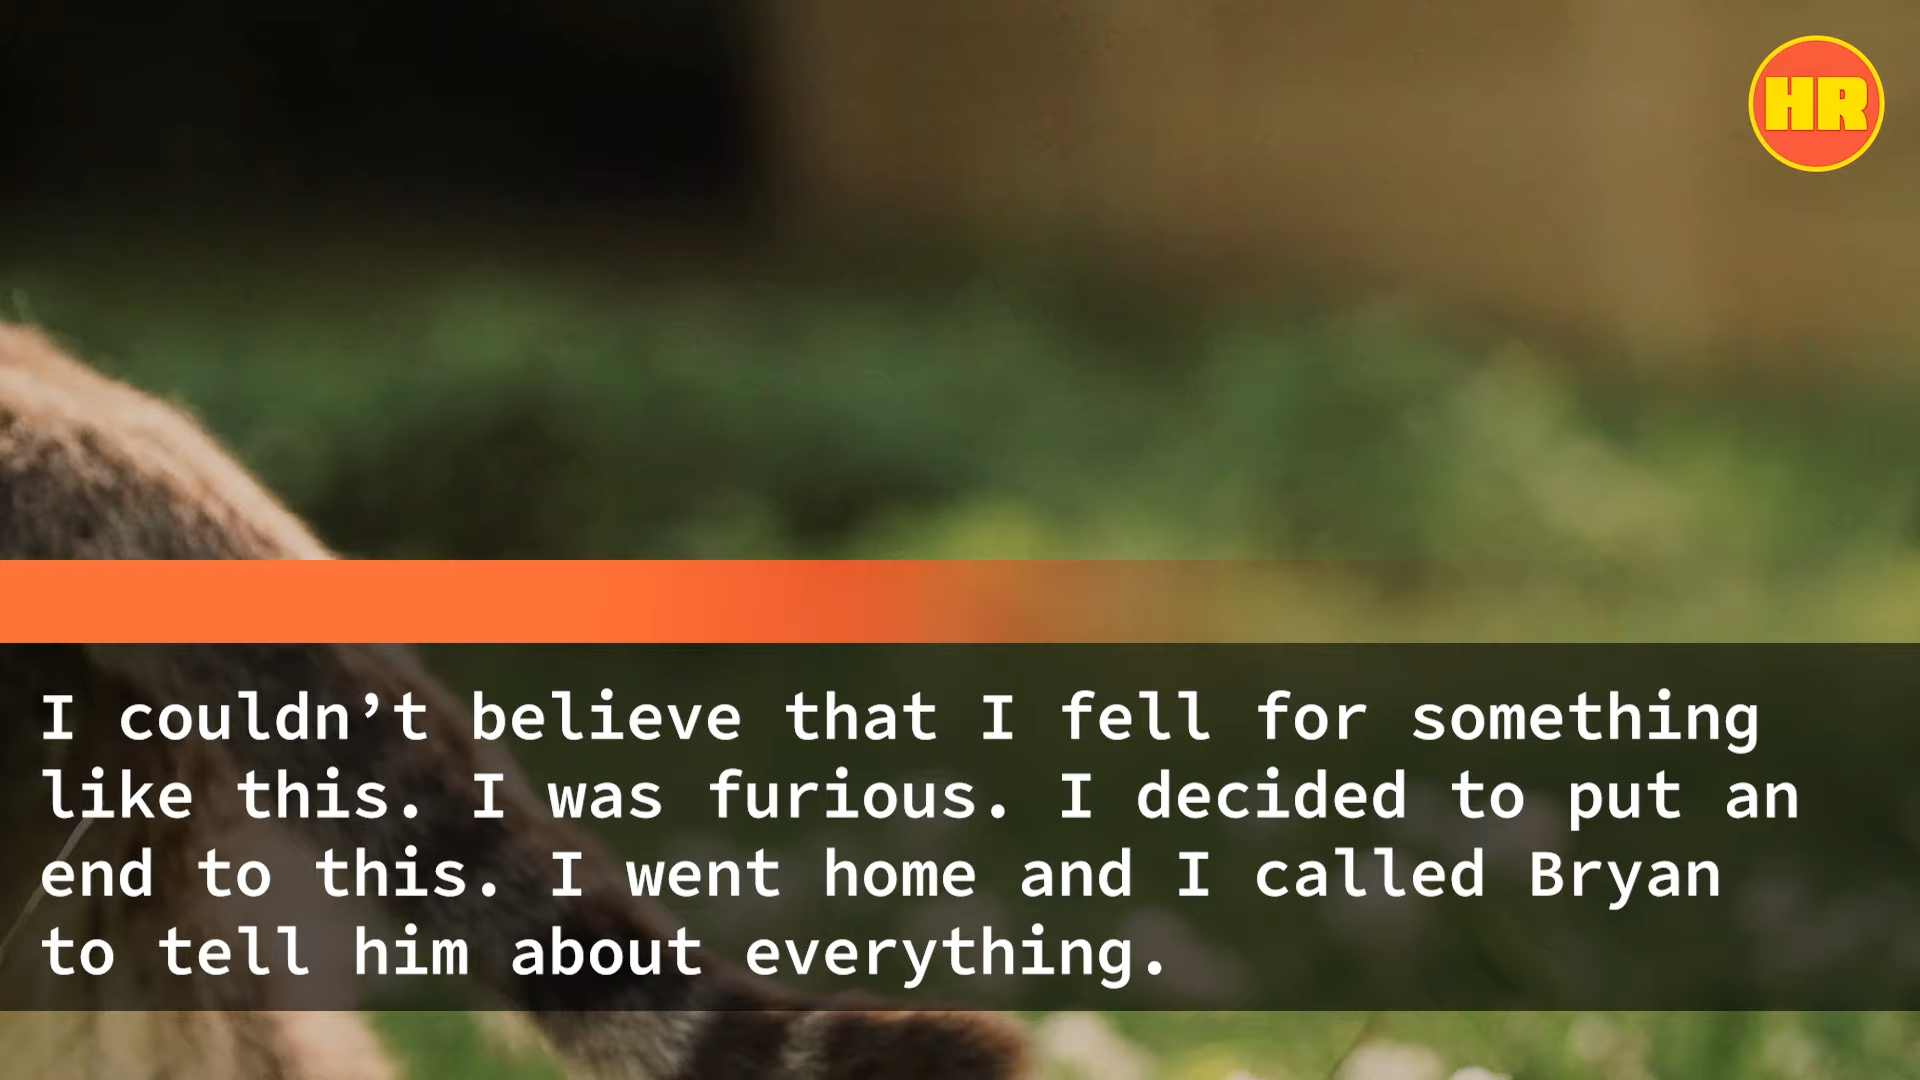 HR
I couldn’t believe that I fell for something
like this. I was furious. I decided to put an
end to this. I went home and I called Bryan
to tell him about everything.